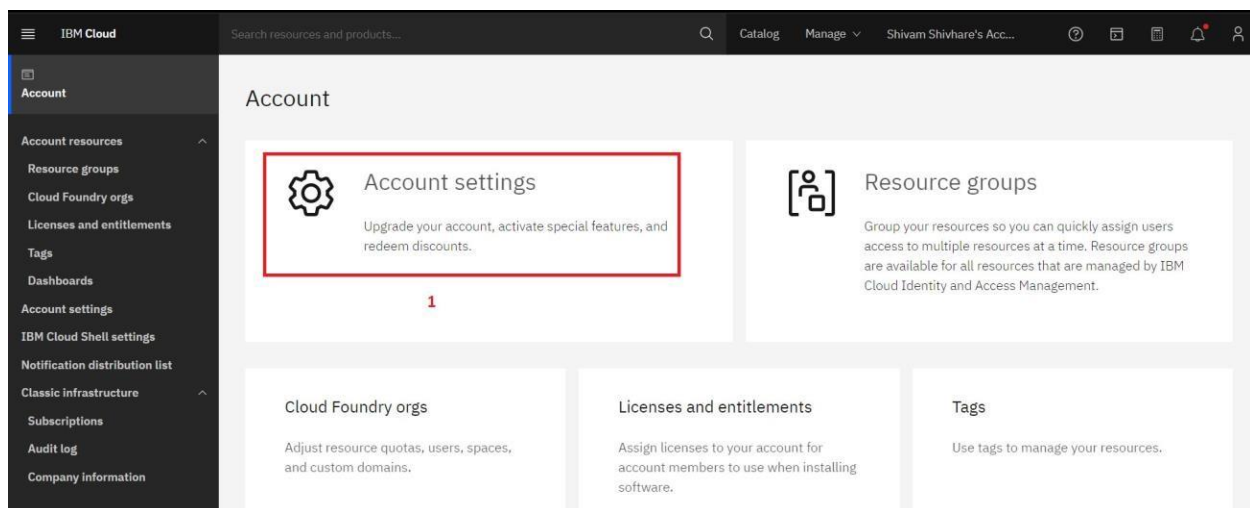 IBM Cloud
Search resources and products...
Catalog
Manage
Shivam Shivhare's Acc...
Account
Account resources
Resource groups
Cloud Foundry orgs
Licenses and entitlements
Tags
Dashboards
Account settings
IBM Cloud Shell settings
Notification distribution list
Classic infrastructure
Subscriptions
Audit log
Company information
Account
Account settings
Upgrade your account, activate special features, and
redeem discounts.
1
Resource groups
Group your resources so you can quickly assign users
access to multiple resources at a time. Resource groups
are available for all resources that are managed by IBM
Cloud Identity and Access Management.
Cloud Foundry orgs
Adjust resource quotas, users, spaces,
and custom domains.
Licenses and entitlements
Assign licenses to your account for
account members to use when installing
software.
Tags
Use tags to manage your resources.